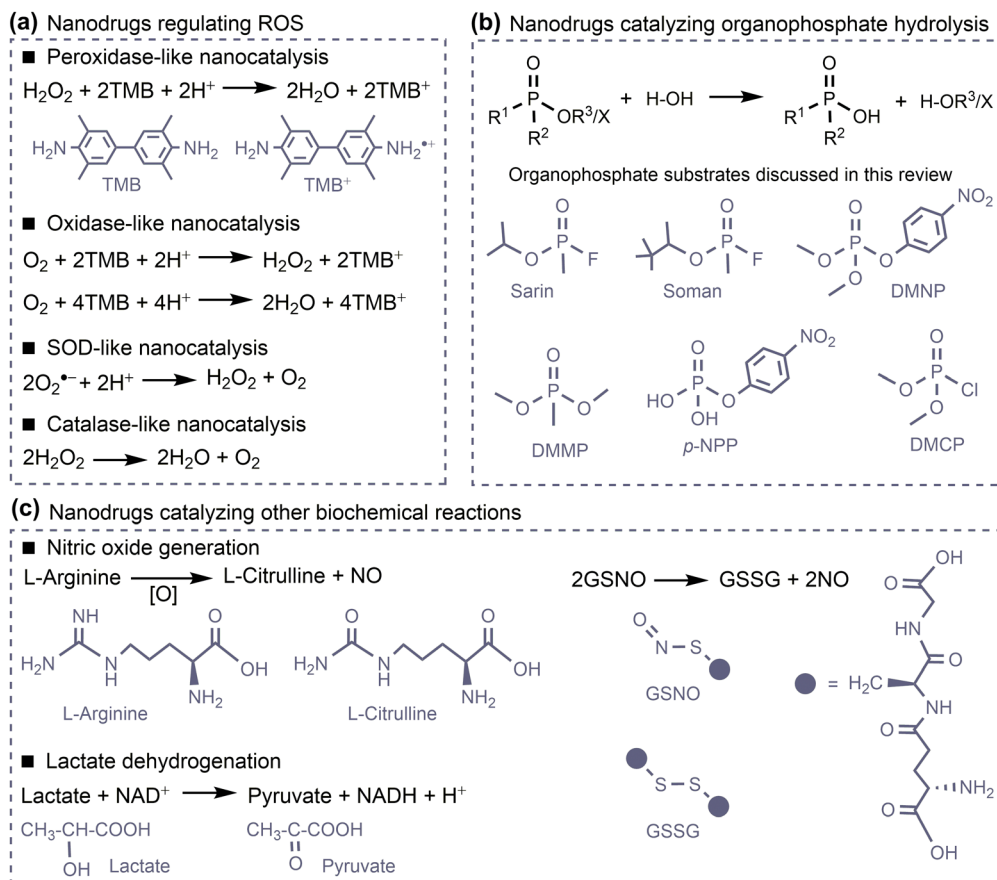 (a) Nanodrugs regulating ROS
■ Peroxidase-like nanocatalysis
H₂O₂ + 2TMB + 2H⁺ ⟶ 2H₂O + 2TMB⁺
H₂N NH₂ H₂N NH₂•⁺
TMB TMB⁺
■ Oxidase-like nanocatalysis
O₂ + 2TMB + 2H⁺ ⟶ H₂O₂ + 2TMB⁺
O₂ + 4TMB + 4H⁺ ⟶ 2H₂O + 4TMB⁺
■ SOD-like nanocatalysis
2O₂•⁻ + 2H⁺ ⟶ H₂O₂ + O₂
■ Catalase-like nanocatalysis
2H₂O₂ ⟶ 2H₂O + O₂
(b) Nanodrugs catalyzing organophosphate hydrolysis
O O
R¹ P OR³/X + H-OH ⟶ R¹ P OH + H-OR³/X
R² R²
Organophosphate substrates discussed in this review
O O O NO₂
O P F O P F O P O
O
Sarin Soman DMNP
O O NO₂ O
O P O HO P O O P Cl
OH O
DMMP p-NPP DMCP
(c) Nanodrugs catalyzing other biochemical reactions
■ Nitric oxide generation
L-Arginine ⟶ L-Citrulline + NO
[O]
NH O O O
H₂N N H OH H₂N N H OH
NH₂ NH₂
L-Arginine L-Citrulline
2GSNO ⟶ GSSG + 2NO
O N S
GSNO
S S
GSSG
OH
O
NH
O
= H₂C
NH
O
NH₂
O
OH
■ Lactate dehydrogenation
Lactate + NAD⁺ ⟶ Pyruvate + NADH + H⁺
CH₃-CH-COOH CH₃-C-COOH
OH Lactate O Pyruvate